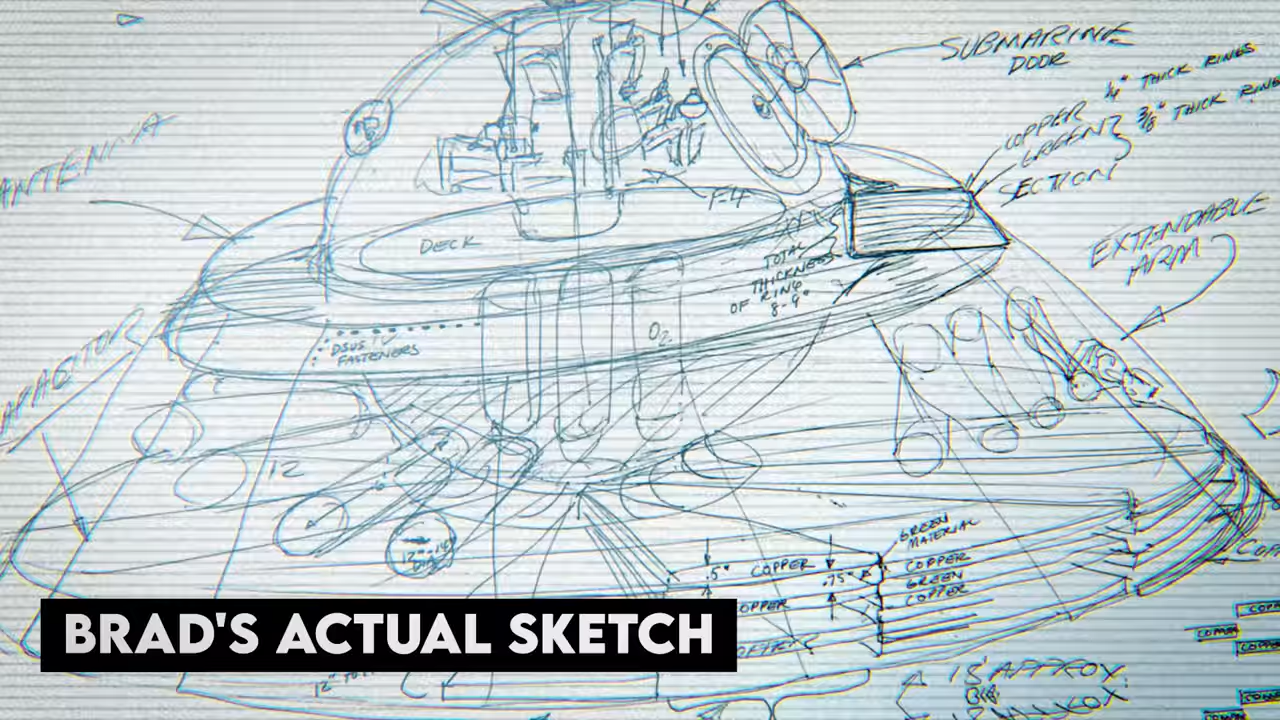 SUBMARINE
DOOR
1/4" THICK RINGS
COPPER
3/8" THICK RINGS
GREEN?
SECTION
ANTENNA
F-4
DECK
EXTENDABLE
ARM
TOTAL
THICKNESS
OF RING
8-9"
O2
FASTENERS
12
GREEN
MATERIAL
.5" COPPER
.75"
COPPER
GREEN
COPPER
COPPER
15' APPROX
BRAD'S ACTUAL SKETCH